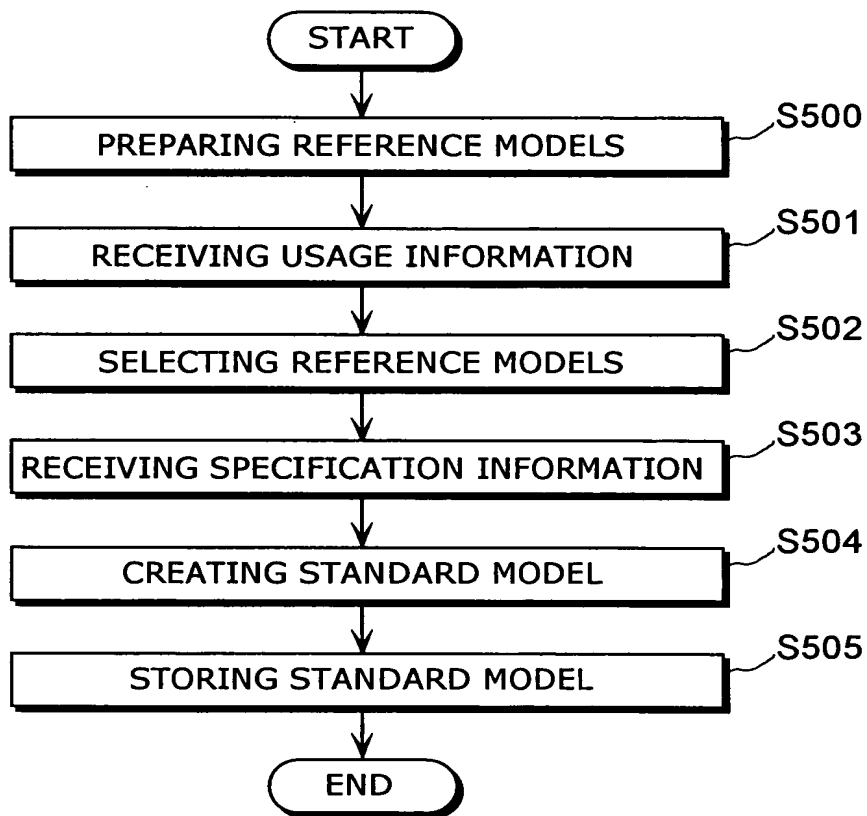 START
S500
PREPARING REFERENCE MODELS
S501
RECEIVING USAGE INFORMATION
S502
SELECTING REFERENCE MODELS
S503
RECEIVING SPECIFICATION INFORMATION
S504
CREATING STANDARD MODEL
S505
STORING STANDARD MODEL
END